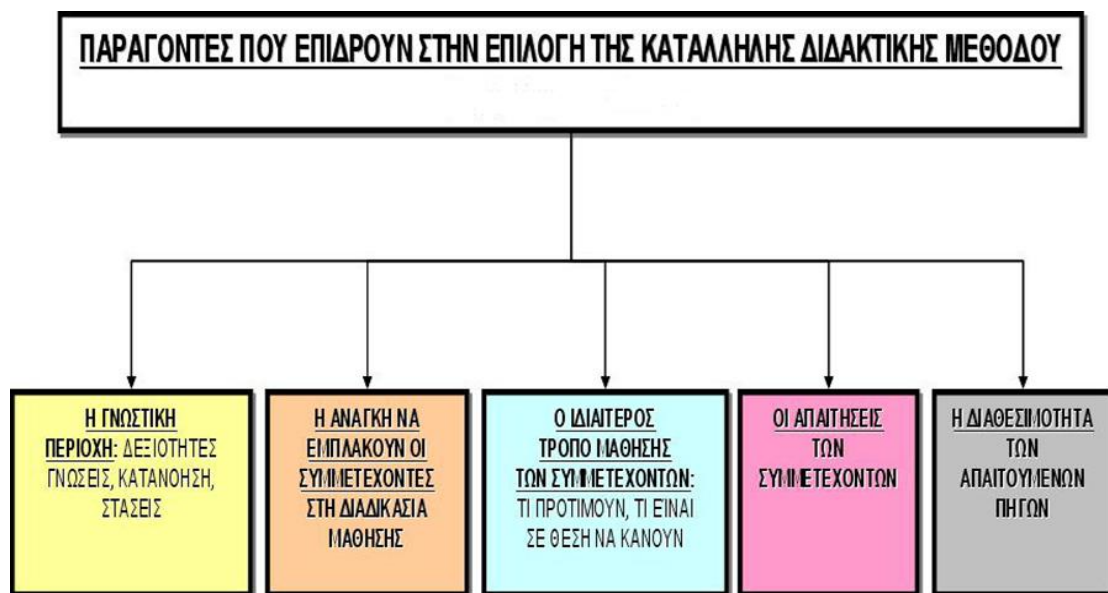 ΠΑΡΑΓΟΝΤΕΣ ΠΟΥ ΕΠΙΔΡΟΥΝ ΣΤΗΝ ΕΠΙΛΟΓΗ ΤΗΣ ΚΑΤΑΛΛΗΛΗΣ ΔΙΔΑΚΤΙΚΗΣ ΜΕΘΟΔΟΥ
Η ΓΝΩΣΤΙΚΗ
ΠΕΡΙΟΧΗ: ΔΕΞΙΟΤΗΤΕΣ
ΓΝΩΣΕΙΣ, ΚΑΤΑΝΟΗΣΗ,
ΣΤΑΣΕΙΣ
Η ΑΝΑΓΚΗ ΝΑ
ΕΜΠΛΑΚΟΥΝ ΟΙ
ΣΥΜΜΕΤΕΧΟΝΤΕΣ
ΣΤΗ ΔΙΑΔΙΚΑΣΙΑ
ΜΑΘΗΣΗΣ
Ο ΙΔΙΑΙΤΕΡΟΣ
ΤΡΟΠΟ ΜΑΘΗΣΗΣ
ΤΩΝ ΣΥΜΜΕΤΕΧΟΝΤΩΝ:
ΤΙ ΠΡΟΤΙΜΟΥΝ, ΤΙ ΕΊΝΑΙ
ΣΕ ΘΕΣΗ ΝΑ ΚΑΝΟΥΝ
ΟΙ ΑΠΑΙΤΗΣΕΙΣ
ΤΩΝ
ΣΥΜΜΕΤΕΧΟΝΤΩΝ
Η ΔΙΑΘΕΣΙΜΟΤΗΤΑ
ΤΩΝ
ΑΠΑΙΤΟΥΜΕΝΩΝ
ΠΗΓΩΝ